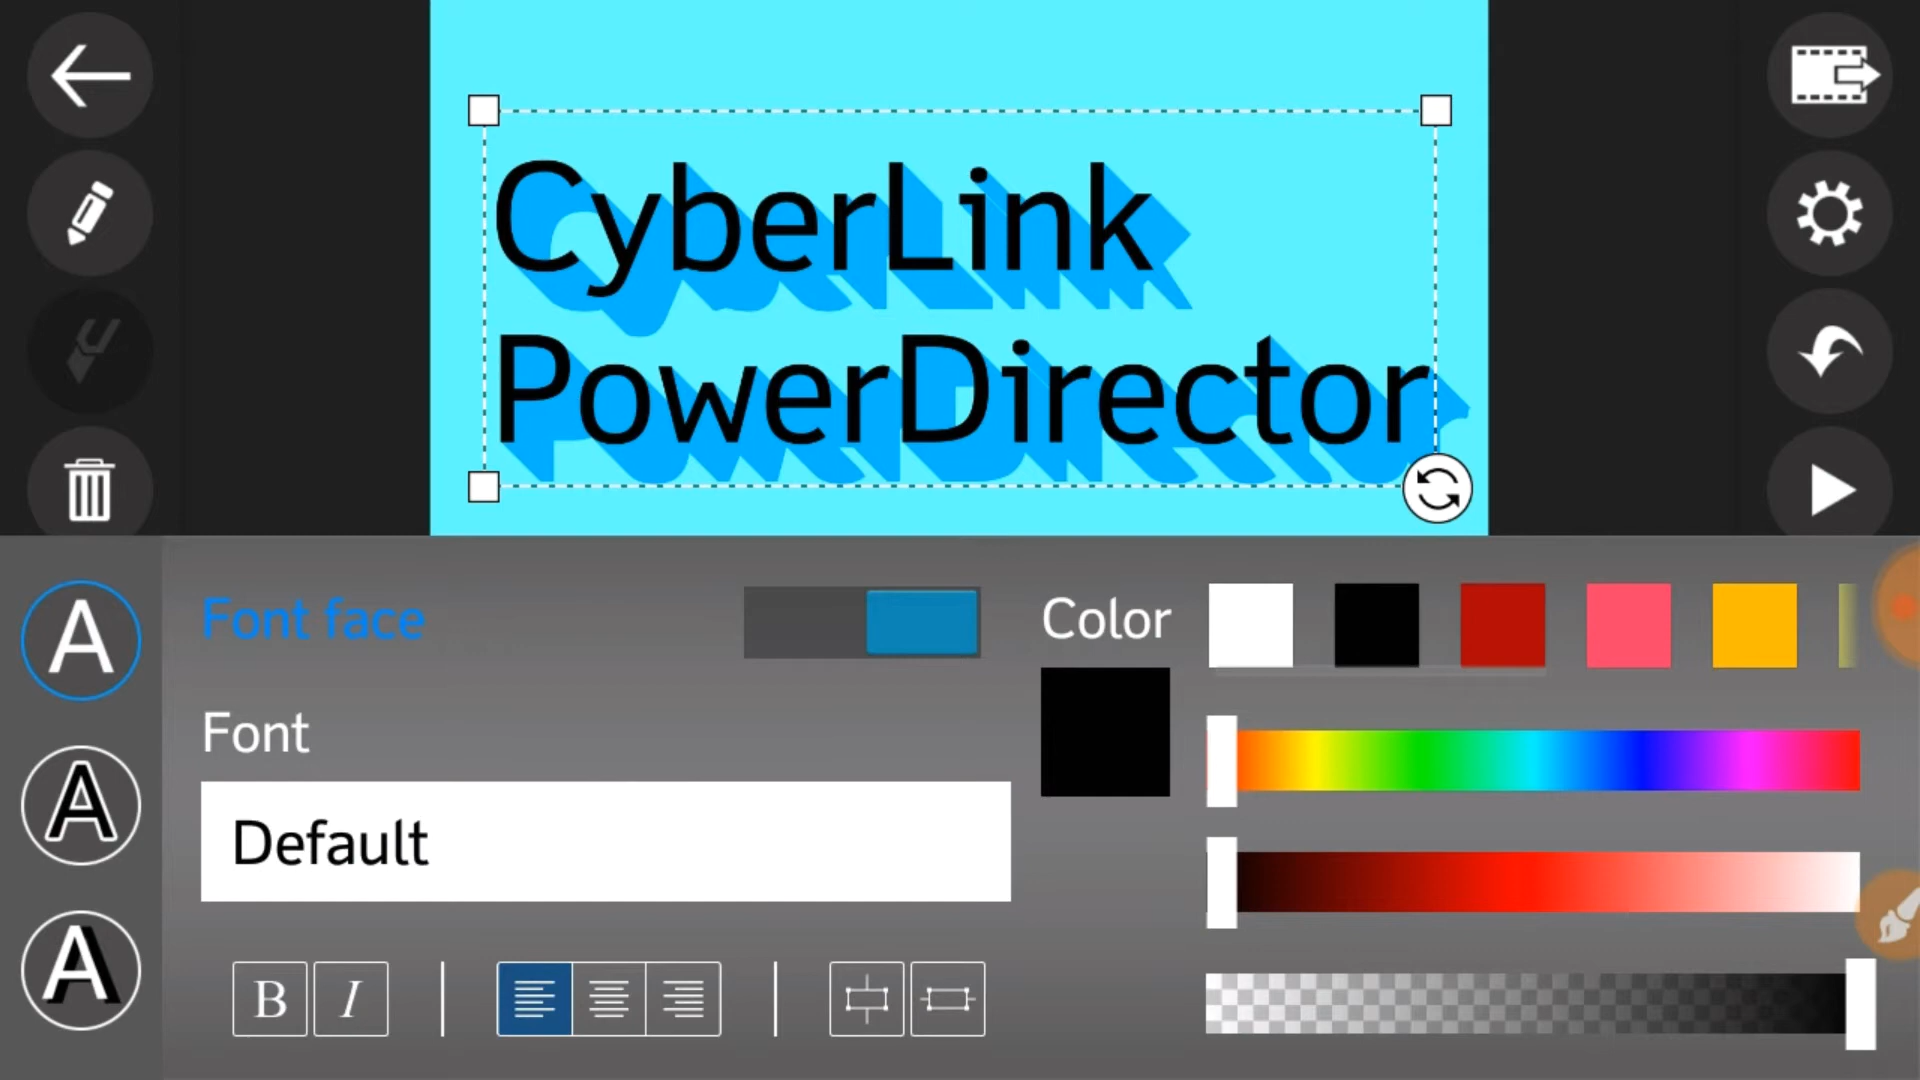 CyberLink
PowerDirector
Font face
Color
Font
Default
B I